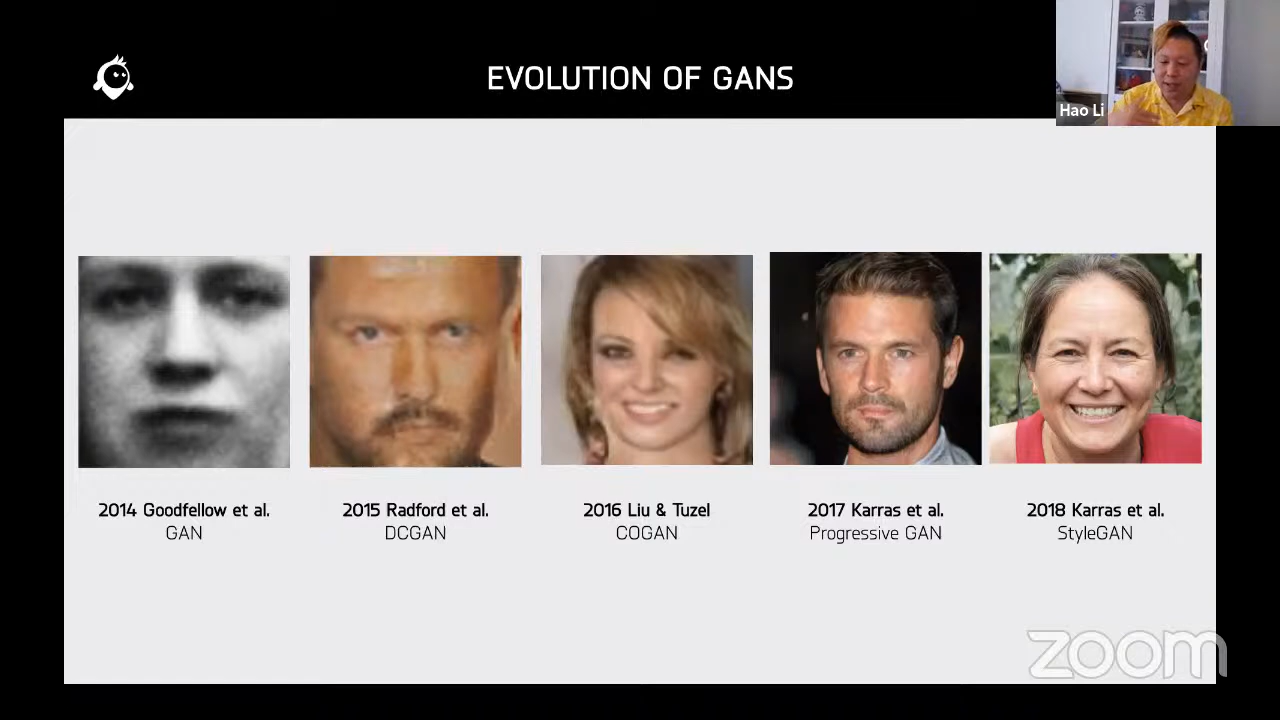 EVOLUTION OF GANS
Hao Li
2014 Goodfellow et al.
GAN
2015 Radford et al.
DCGAN
2016 Liu & Tuzel
COGAN
2017 Karras et al.
Progressive GAN
2018 Karras et al.
StyleGAN
zoom